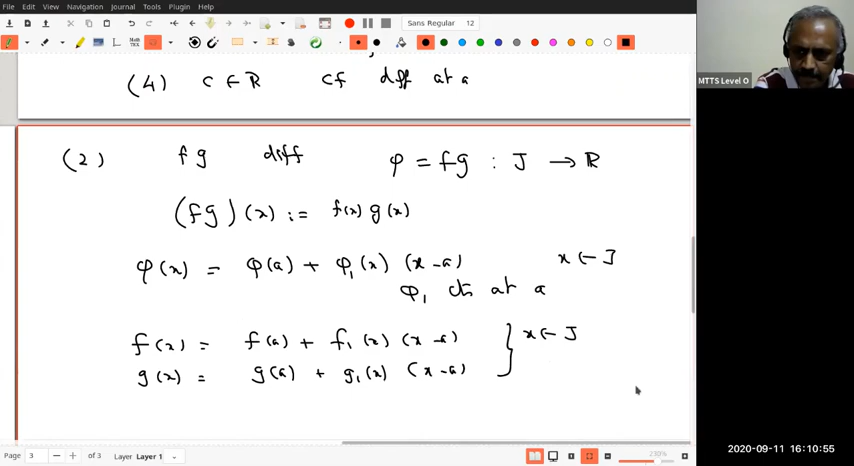 File Edit View Journal Tools Plugin Help
Sans Regular 12
(4) c ∈ ℝ cf diff at a
MTTS Level O
(2) fg diff φ = fg : J → ℝ
(fg)(x) := f(x) g(x)
φ(x) = φ(a) + φ₁(x) (x-a) x ∈ J
φ₁ cts at a
f(x) = f(a) + f₁(x) (x-a) } x ∈ J
g(x) = g(a) + g₁(x) (x-a)
2020-09-11 16:10:55
Page 3 of 3 Layer Layer 1 230%